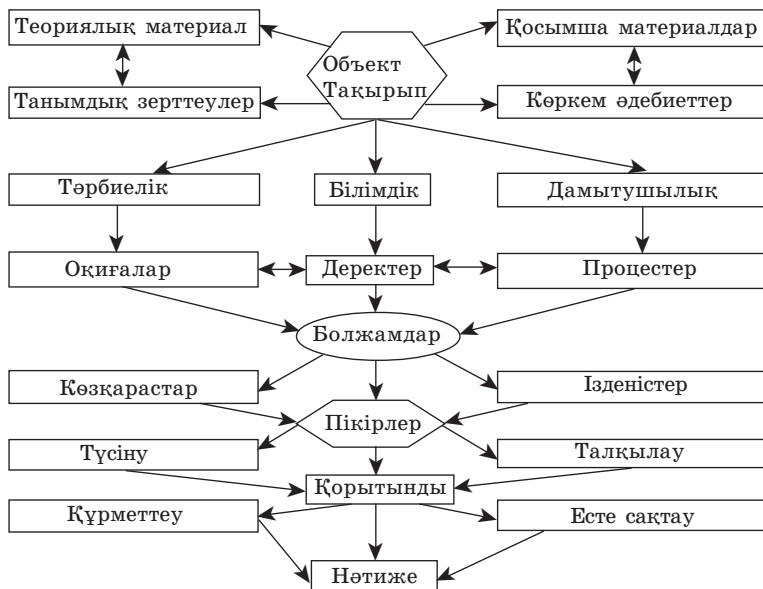 Теориялық материал
Қосымша материалдар
Объект
Тақырып
Танымдық зерттеулер
Көркем әдебиеттер
Тәрбиелік
Білімдік
Дамытушылық
Оқиғалар
Деректер
Процестер
Болжамдар
Көзқарастар
Ізденістер
Пікірлер
Түсіну
Талқылау
Қорытынды
Құрметтеу
Есте сақтау
Нәтиже